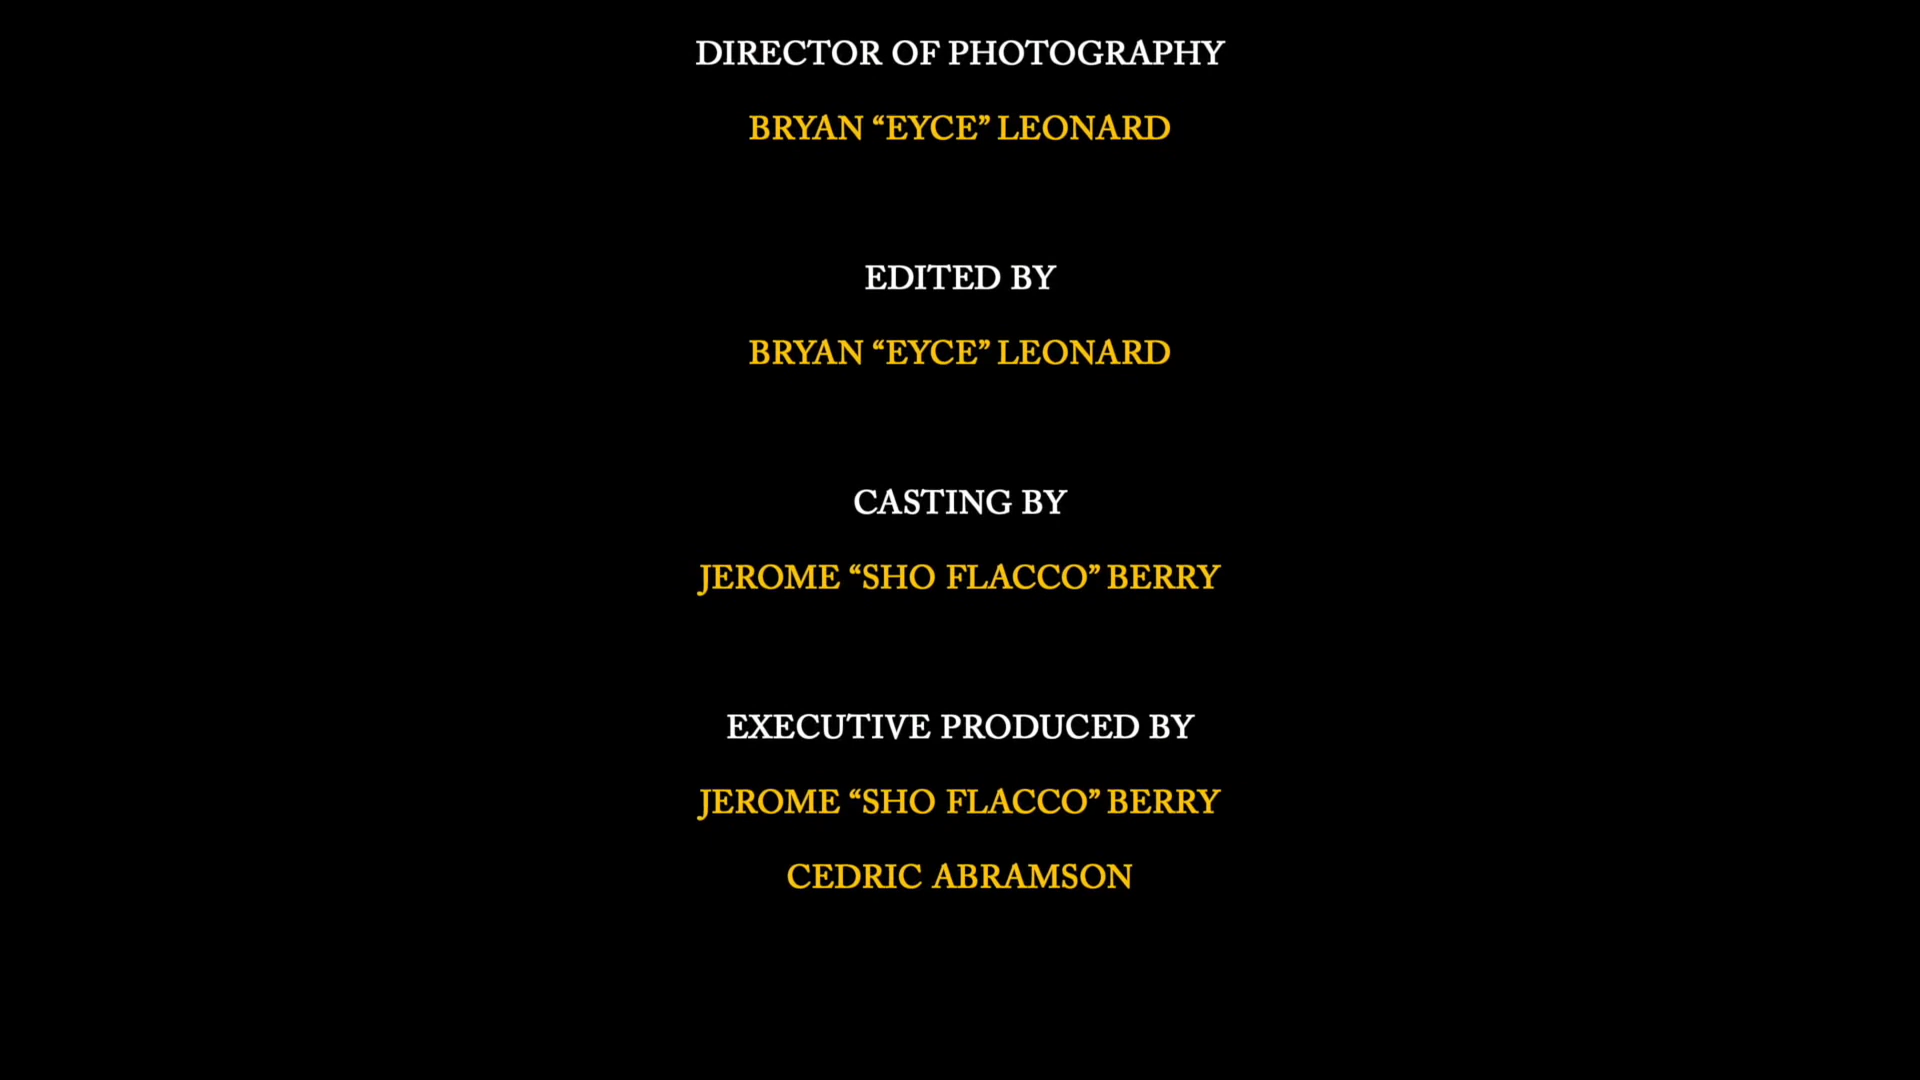 DIRECTOR OF PHOTOGRAPHY
BRYAN “EYCE” LEONARD
EDITED BY
BRYAN “EYCE” LEONARD
CASTING BY
JEROME “SHO FLACCO” BERRY
EXECUTIVE PRODUCED BY
JEROME “SHO FLACCO” BERRY
CEDRIC ABRAMSON